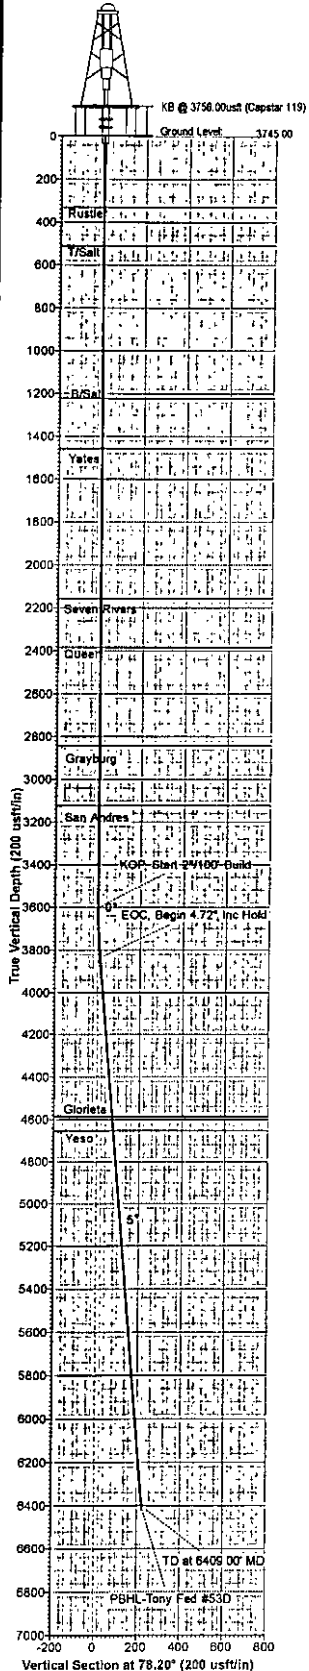 KB @ 3756.00usft (Capstar 119)
Ground Level: 3745.00
0
200
Rustle
400
T/Salt
600
800
1000
1200
B/Sal
1400
Yates
1600
1800
2000
2200
Seven Rivers
2400
Queen
2600
2800
Grayburg
3000
San Andres
3200
3400
KOP-Start 2°/100' Build
3600
0°
EOC, Begin 4.72° Inc Hold
3800
4000
4200
4400
Glorieta
4600
Yeso
4800
5000
5°
5200
5400
5600
5800
6000
6200
6400
6600
TD at 6409.00' MD
6800
PBHL-Tony Fed #53D
7000
True Vertical Depth (200 usft/in)
-200 0 200 400 600 800
Vertical Section at 78.20° (200 usft/in)